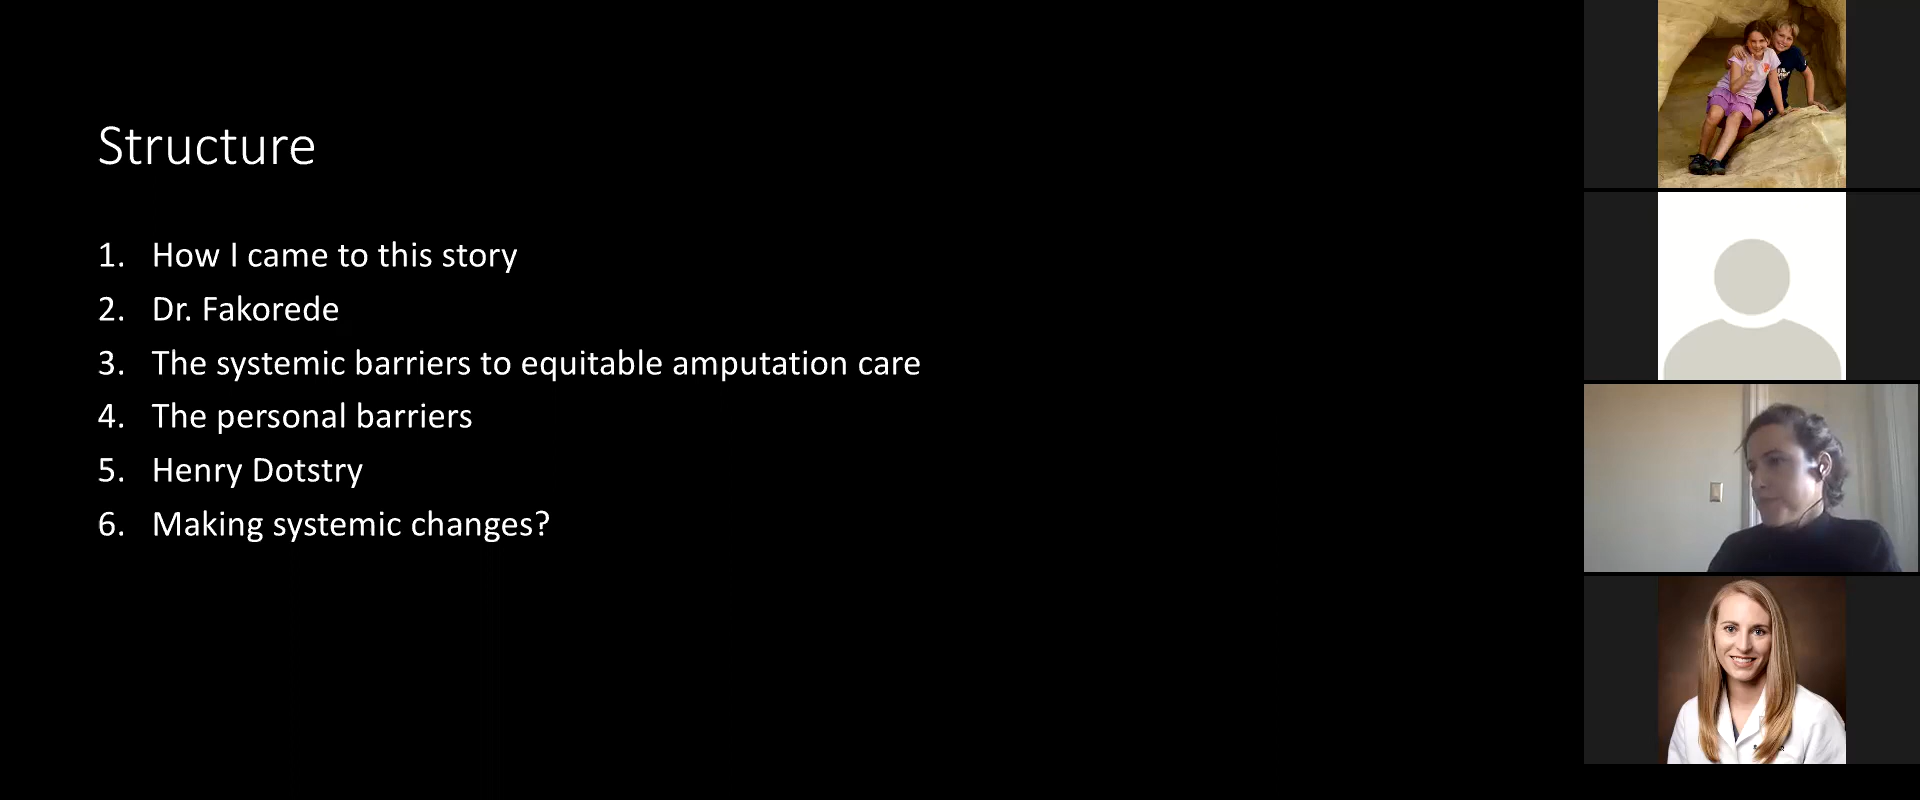 Structure
1. How I came to this story
2. Dr. Fakorede
3. The systemic barriers to equitable amputation care
4. The personal barriers
5. Henry Dotstry
6. Making systemic changes?